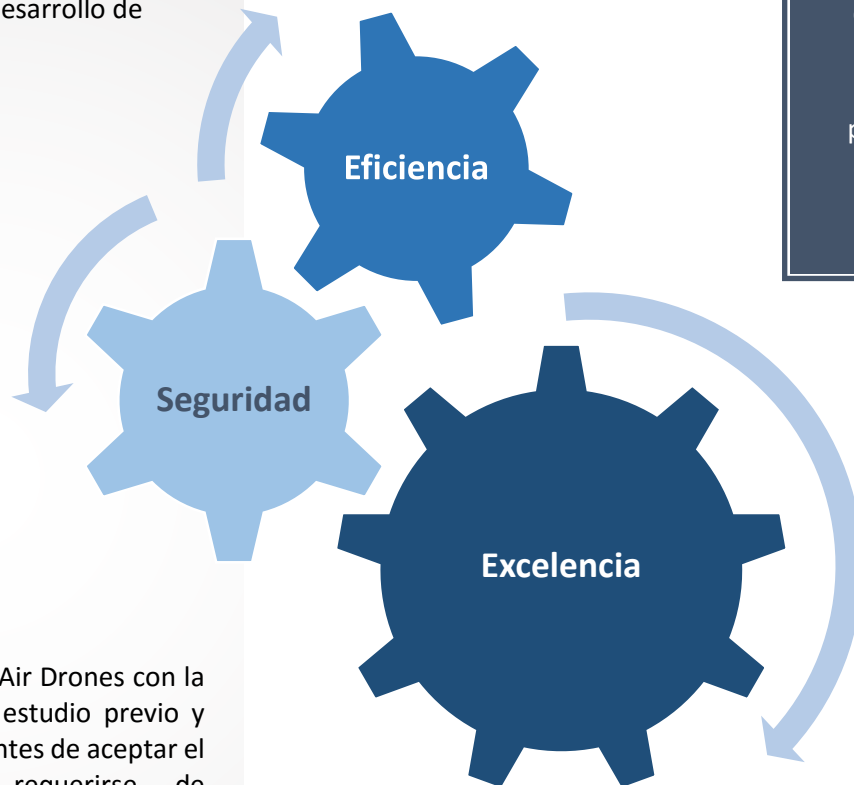 esarrollo de
p
Eficiencia
Seguridad
Excelencia
Air Drones con la
estudio previo y
ntes de aceptar el
requerirse de